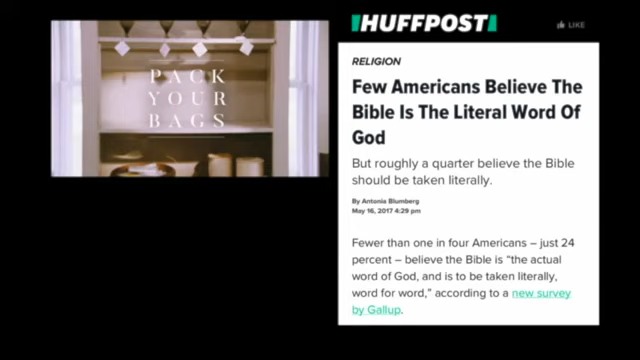 PACK
YOUR
BAGS
HUFFPOST
LIKE
RELIGION
Few Americans Believe The
Bible Is The Literal Word Of
God
But roughly a quarter believe the Bible
should be taken literally.
By Antonia Blumberg
May 16, 2017 4:29 pm
Fewer than one in four Americans – just 24
percent – believe the Bible is “the actual
word of God, and is to be taken literally,
word for word,” according to a new survey
by Gallup.